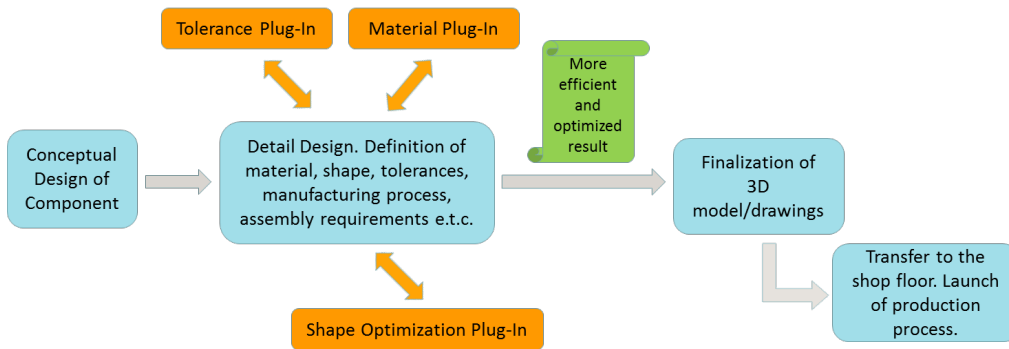 Tolerance Plug-In
Material Plug-In
More
efficient
and
optimized
result
Conceptual
Design of
Component
Detail Design. Definition of
material, shape, tolerances,
manufacturing process,
assembly requirements e.t.c.
Finalization of
3D
model/drawings
Transfer to the
shop floor. Launch
of production
process.
Shape Optimization Plug-In